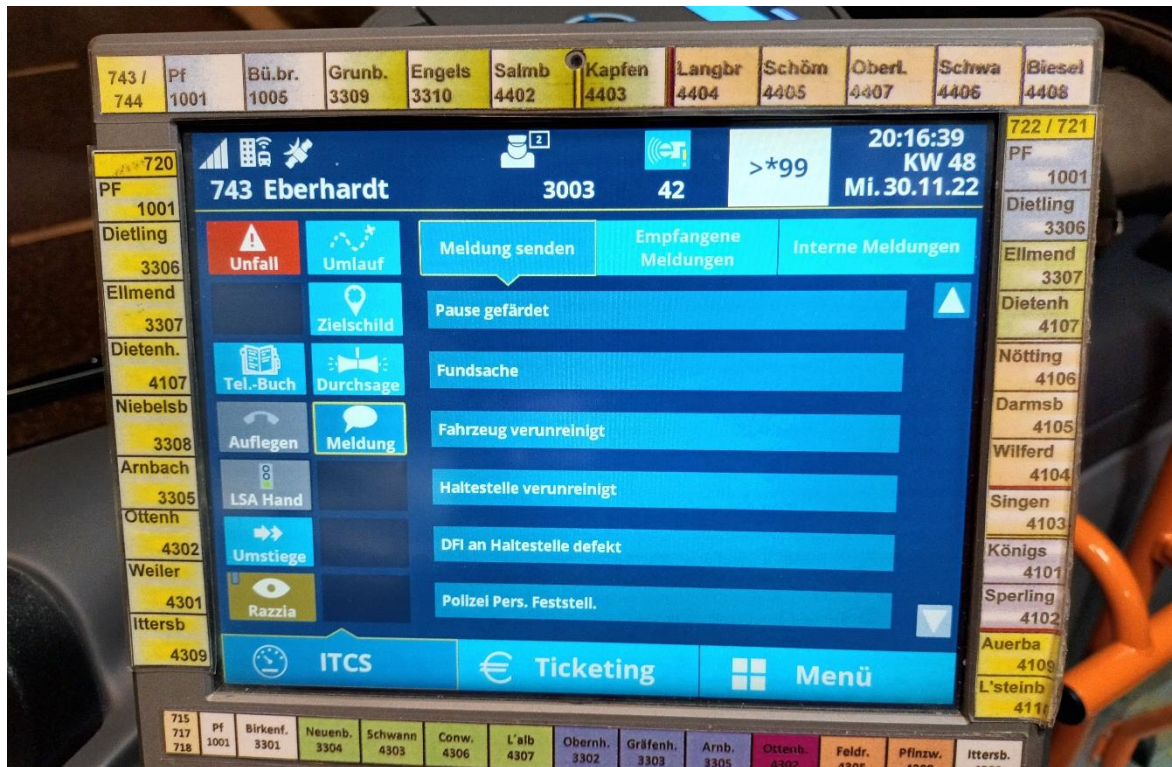 743 / 744
Pf 1001
Bü.br. 1005
Grunb. 3309
Engels 3310
Salmb 4402
Kapfen 4403
Langbr 4404
Schöm 4405
Oberl. 4407
Schwa 4406
Biesel 4408
720
PF 1001
Dietling 3306
Ellmend 3307
Dietenh. 4107
Niebelsb 3308
Arnbach 3305
Ottenh 4302
Weiler 4301
Ittersb 4309
2
>*99
20:16:39
KW 48
743 Eberhardt 3003 42 Mi. 30.11.22
Unfall
Umlauf
Zielschild
Tel.-Buch
Durchsage
Auflegen
Meldung
LSA Hand
Umstiege
Razzia
Meldung senden
Empfangene
Meldungen
Interne Meldungen
Pause gefärdet
Fundsache
Fahrzeug verunreinigt
Haltestelle verunreinigt
DFI an Haltestelle defekt
Polizei Pers. Feststell.
ITCS
€ Ticketing
Menü
722 / 721
PF 1001
Dietling 3306
Ellmend 3307
Dietenh 4107
Nötting 4106
Darmsb 4105
Wilferd 4104
Singen 4103
Königs 4101
Sperling 4102
Auerba 4109
L'steinb
715
717
718
Pf 1001
Birkenf. 3301
Neuenb. 3304
Schwann 4303
Conw. 4306
L'alb 4307
Obernh. 3302
Gräfenh. 3303
Arnb. 3305
Ottenh. 4302
Feldr.
Pfinzw.
Ittersb.